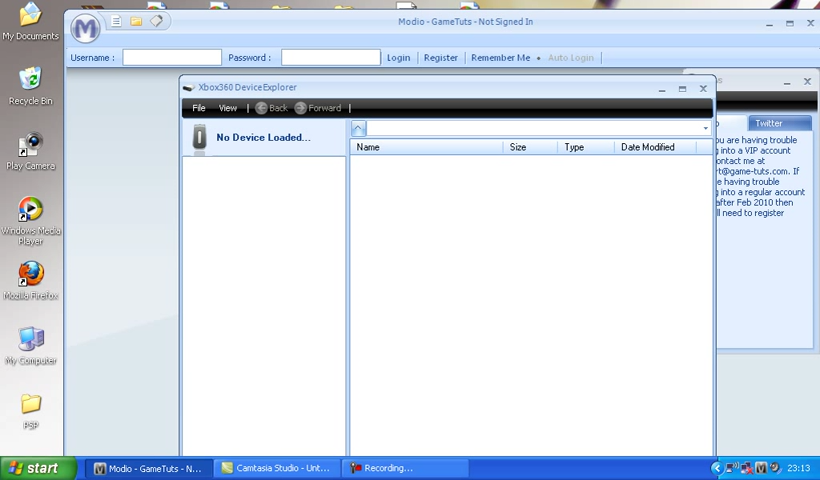 My Documents
Recycle Bin
Play Camera
Windows Media
Player
Mozilla Firefox
My Computer
PSP
Modio - GameTuts - Not Signed In
Username :
Password :
Login
Register
Remember Me
Auto Login
Xbox360 DeviceExplorer
File
View
Back
Forward
No Device Loaded...
Name
Size
Type
Date Modified
Twitter
ou are having trouble
g into a VIP account
ontact me at
rt@game-tuts.com. If
e having trouble
g into a regular account
after Feb 2010 then
ll need to register
start
Modio - GameTuts - N...
Camtasia Studio - Unt...
Recording...
23:13